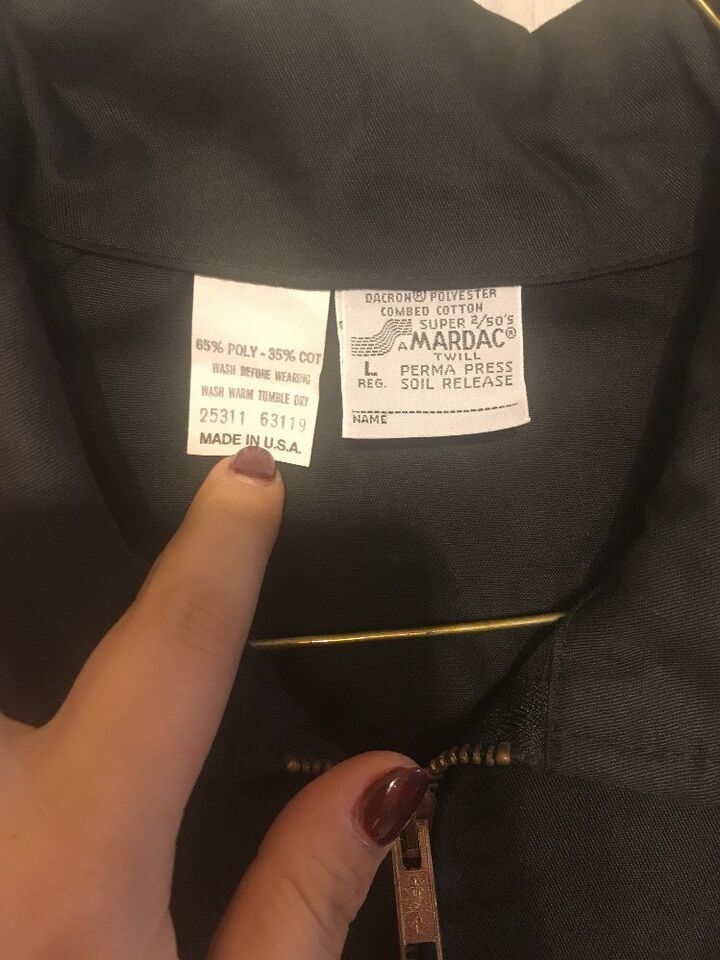 65% POLY - 35% COT
WASH BEFORE WEARING
WASH WARM TUMBLE DRY
25311 63119
MADE IN U.S.A.
DACRON® POLYESTER
COMBED COTTON
SUPER 2/50'S
A MARDAC®
TWILL
L PERMA PRESS
REG. SOIL RELEASE
NAME